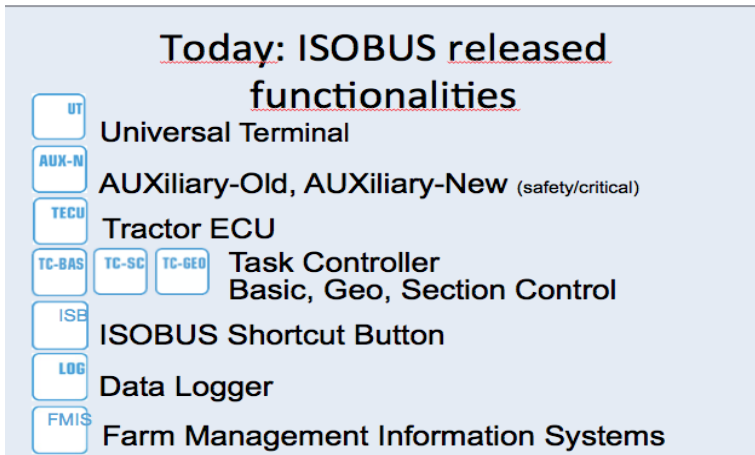 Today: ISOBUS released
functionalities
UT
Universal Terminal
AUX-N
AUXiliary-Old, AUXiliary-New (safety/critical)
TECU
Tractor ECU
TC-BAS TC-SC TC-GEO Task Controller
Basic, Geo, Section Control
ISB
ISOBUS Shortcut Button
LOG
Data Logger
FMIS
Farm Management Information Systems